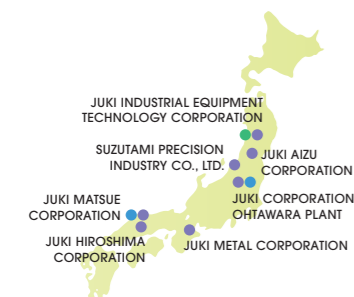 JUKI INDUSTRIAL EQUIPMENT
TECHNOLOGY CORPORATION
SUZUTAMI PRECISION
INDUSTRY CO., LTD.
JUKI AIZU
CORPORATION
JUKI MATSUE
CORPORATION
JUKI CORPORATION
OHTAWARA PLANT
JUKI HIROSHIMA
CORPORATION
JUKI METAL CORPORATION